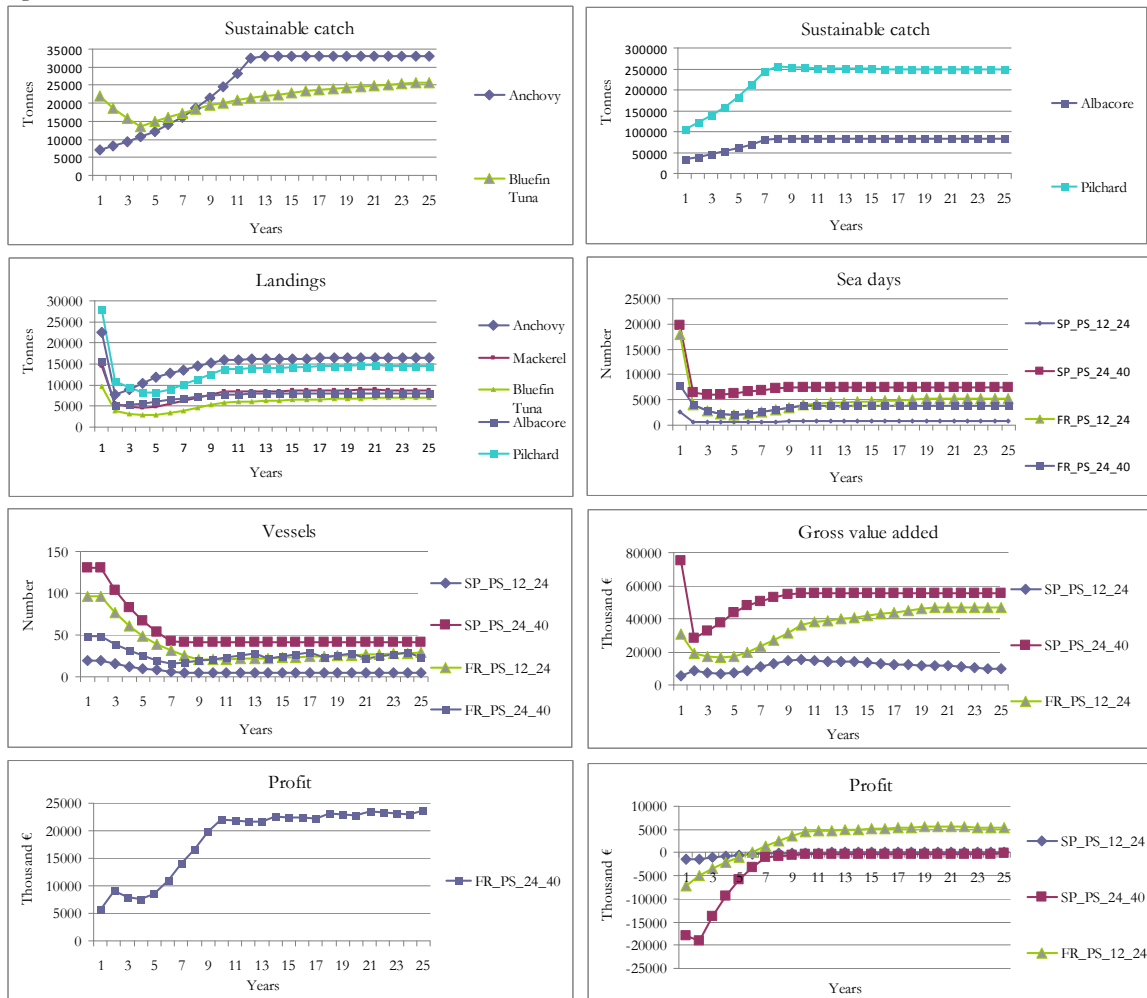 Sustainable catch
35000
30000
25000
20000
15000
10000
5000
0
Tonnes
1 3 5 7 9 11 13 15 17 19 21 23 25
Years
Anchovy
Bluefin
Tuna
Sustainable catch
300000
250000
200000
150000
100000
50000
0
Tonnes
1 3 5 7 9 11 13 15 17 19 21 23 25
Years
Albacore
Pilchard
Landings
30000
25000
20000
15000
10000
5000
0
Tonnes
1 3 5 7 9 11 13 15 17 19 21 23 25
Years
Anchovy
Mackerel
Bluefin
Tuna
Albacore
Pilchard
Sea days
25000
20000
15000
10000
5000
0
Number
1 3 5 7 9 11 13 15 17 19 21 23 25
Years
SP_PS_12_24
SP_PS_24_40
FR_PS_12_24
FR_PS_24_40
Vessels
150
100
50
0
Number
1 3 5 7 9 11 13 15 17 19 21 23 25
Years
SP_PS_12_24
SP_PS_24_40
FR_PS_12_24
FR_PS_24_40
Gross value added
80000
60000
40000
20000
0
Thousand €
1 3 5 7 9 11 13 15 17 19 21 23 25
Years
SP_PS_12_24
SP_PS_24_40
FR_PS_12_24
Profit
25000
20000
15000
10000
5000
0
Thousand €
1 3 5 7 9 11 13 15 17 19 21 23 25
Years
FR_PS_24_40
Profit
10000
5000
0
-5000
-10000
-15000
-20000
-25000
Thousand €
1 3 5 7 9 11 13 15 17 19 21 23 25
Years
SP_PS_12_24
SP_PS_24_40
FR_PS_12_24